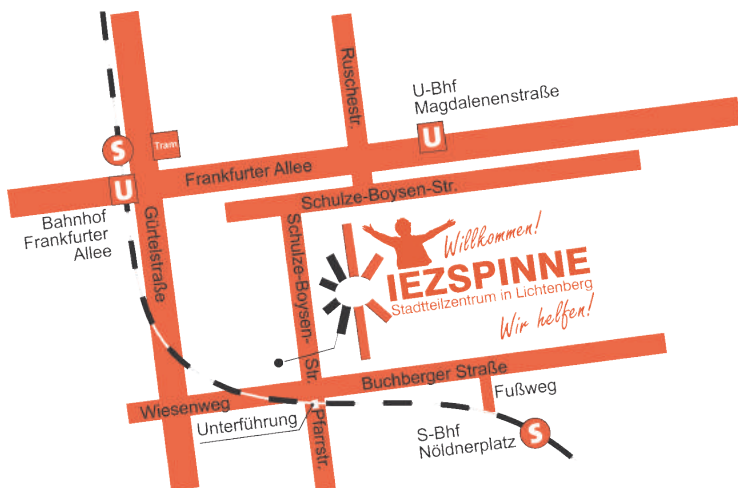 Ruschestr.
U-Bhf
Magdalenenstraße
U
S
Tram
U
Frankfurter Allee
Bahnhof
Frankfurter
Allee
Gürtelstraße
Schulze-Boysen-Str.
Schulze-Boysen- Str.
Willkommen!
IEZSPINNE
Stadtteilzentrum in Lichtenberg
Wir helfen!
Buchberger Straße
Wiesenweg
Fußweg
Unterführung
Pfarrstr.
S-Bhf
Nöldnerplatz
S